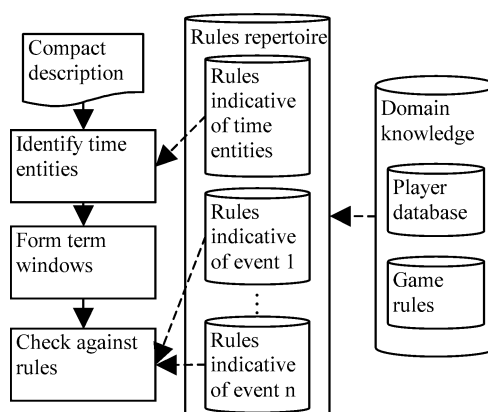 Compact
description
Identify time
entities
Form term
windows
Check against
rules
Rules repertoire
Rules
indicative
of time
entities
Rules
indicative
of event 1
Rules
indicative
of event n
Domain
knowledge
Player
database
Game
rules